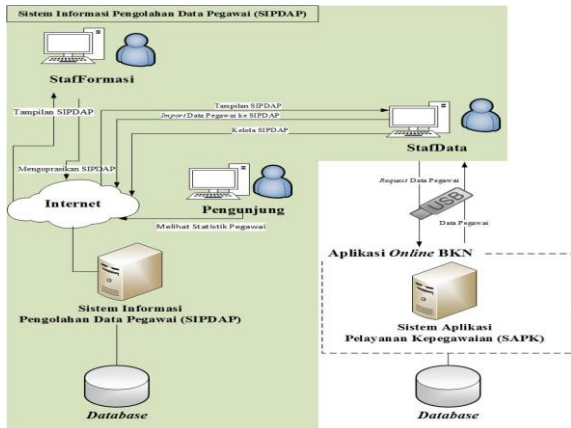 Sistem Informasi Pengolahan Data Pegawai (SIPDAP)
StafFormasi
Tampilan SIPDAP
Tampilan SIPDAP
Import Data Pegawai ke SIPDAP
Kelola SIPDAP
StafData
Mengoprasikan SIPDAP
Request Data Pegawai
Internet
Pengunjung
USB
Data Pegawai
Melihat Statistik Pegawai
Aplikasi Online BKN
Sistem Informasi
Pengolahan Data Pegawai (SIPDAP)
Sistem Aplikasi
Pelayanan Kepegawaian (SAPK)
Database
Database